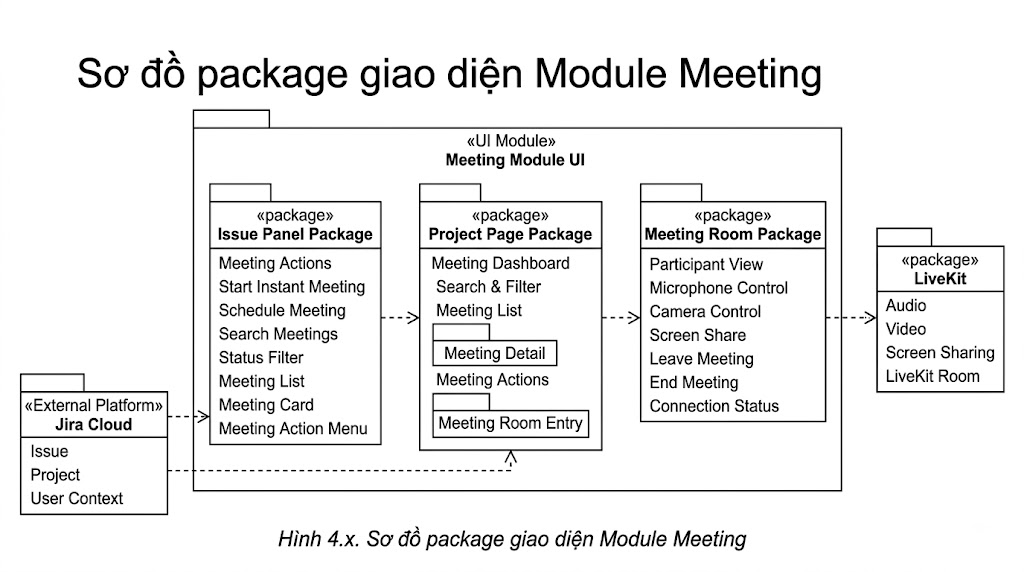 Sơ đồ package giao diện Module Meeting
«UI Module»
Meeting Module UI
«package»
Issue Panel Package
Meeting Actions
Start Instant Meeting
Schedule Meeting
Search Meetings
Status Filter
Meeting List
Meeting Card
Meeting Action Menu
«package»
Project Page Package
Meeting Dashboard
Search & Filter
Meeting List
Meeting Detail
Meeting Actions
Meeting Room Entry
«package»
Meeting Room Package
Participant View
Microphone Control
Camera Control
Screen Share
Leave Meeting
End Meeting
Connection Status
«package»
LiveKit
Audio
Video
Screen Sharing
LiveKit Room
«External Platform»
Jira Cloud
Issue
Project
User Context
Hình 4.x. Sơ đồ package giao diện Module Meeting